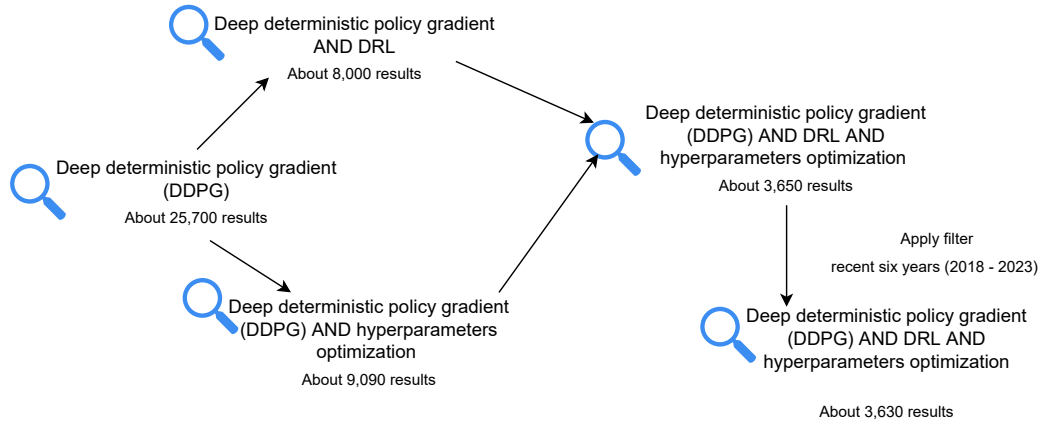 Deep deterministic policy gradient
AND DRL
About 8,000 results
Deep deterministic policy gradient
(DDPG)
About 25,700 results
Deep deterministic policy gradient
(DDPG) AND hyperparameters
optimization
About 9,090 results
Deep deterministic policy gradient
(DDPG) AND DRL AND
hyperparameters optimization
About 3,650 results
Apply filter
recent six years (2018 - 2023)
Deep deterministic policy gradient
(DDPG) AND DRL AND
hyperparameters optimization
About 3,630 results